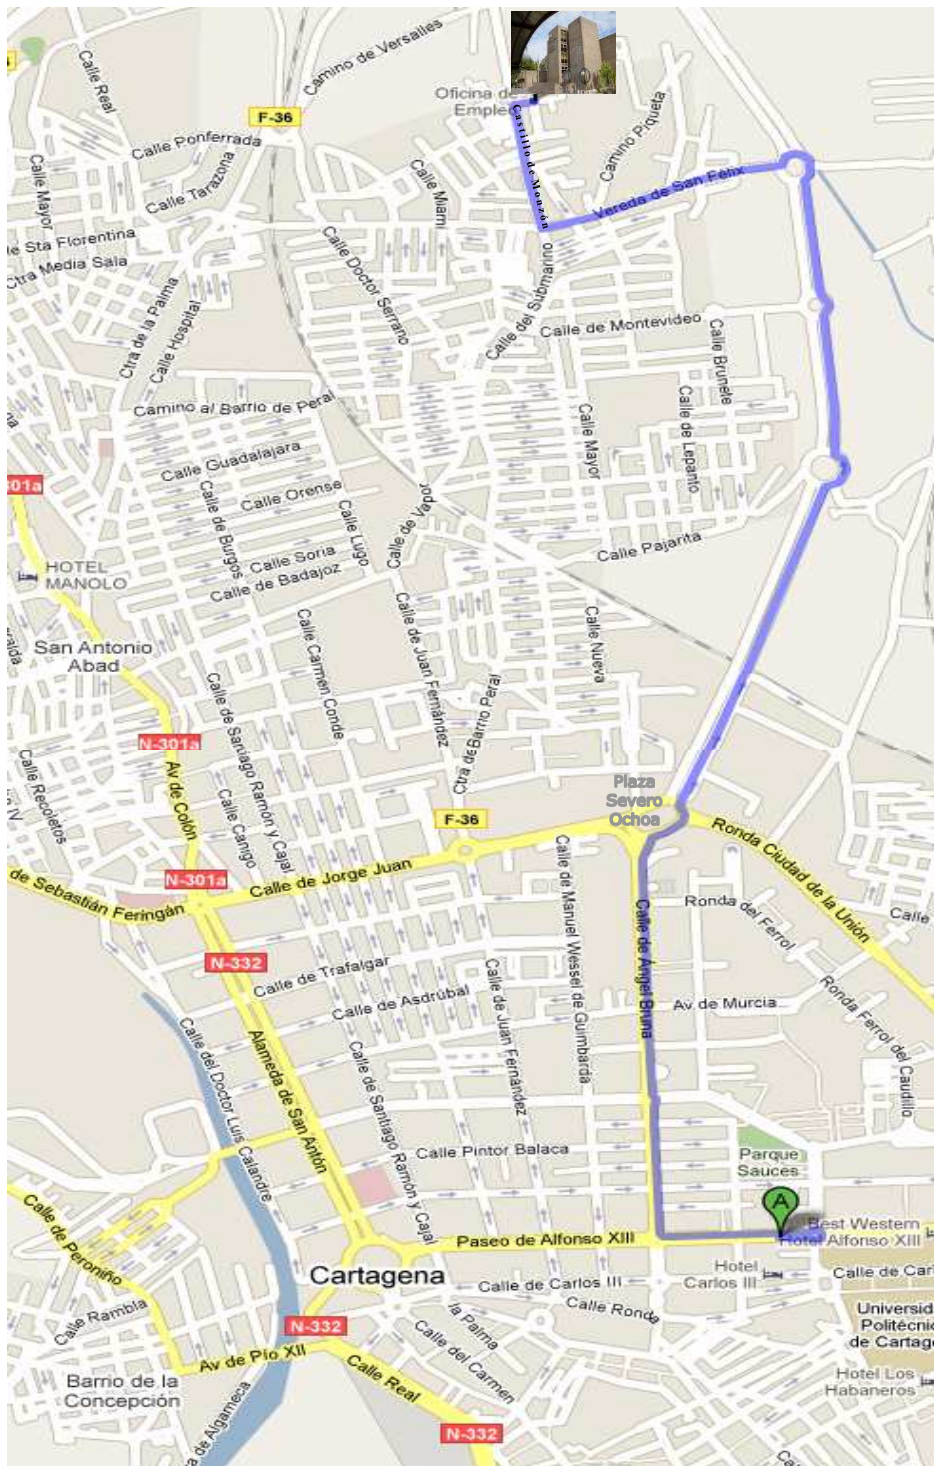 Camino de Versalles
Calle Real
Oficina de
Empleo
F-36
Calle Ponferrada
Castillo de Monzón
Camino Piqueta
Calle Tarazona
Calle Mayor
Calle Miami
Vereda de San Félix
de Sta Florentina
Ctra Media Sala
Calle Doctor Serrano
Calle del Submarino
Ctra de la Palma
Calle Hospital
Calle de Montevideo
Calle Brunete
Camino al Barrio de Peral
Calle Mayor
Calle de Lepanto
Calle Guadalajara
301a
Calle Orense
Calle de Burgos
Calle Lugo
Calle de Vapor
Calle Soria
Calle Pajarita
HOTEL
MANOLO
Calle de Badajoz
Calle de Juan Fernández
Calle Carmen Conde
Calle Nueva
San Antonio
Abad
Calle de Santiago Ramón y Cajal
Ctra de Barrio Peral
N-301a
Av de Colón
Calle Recoletos
Calle Canigo
Plaza
Severo
Ochoa
F-36
Ronda Ciudad de la Unión
Calle de Jorge Juan
N-301a
de Sebastián Feringán
Calle de Manuel Wessel de Guimbarda
Calle de Ángel Bruna
Ronda del Ferrol
Calle
N-332
Calle de Trafalgar
Calle de Asdrúbal
Calle de Juan Fernández
Av de Murcia
Ronda Ferrol del Caudillo
Calle del Doctor Luis Calandre
Alameda de San Antón
Calle de Santiago Ramón y Cajal
Calle Pintor Balaca
Parque
Sauces
A
Calle de Peroniño
Paseo de Alfonso XIII
Best Western
Hotel Alfonso XIII
Cartagena
Hotel
Carlos III
Calle de Carlos III
Calle de Car
Calle Rambla
N-332
la Palma
Calle Ronda
Universid
Politécnic
de Cartag
Av de Pío XII
Calle Real
Calle del Carmen
Barrio de la
Concepción
Hotel Los
Habaneros
de Algameca
N-332